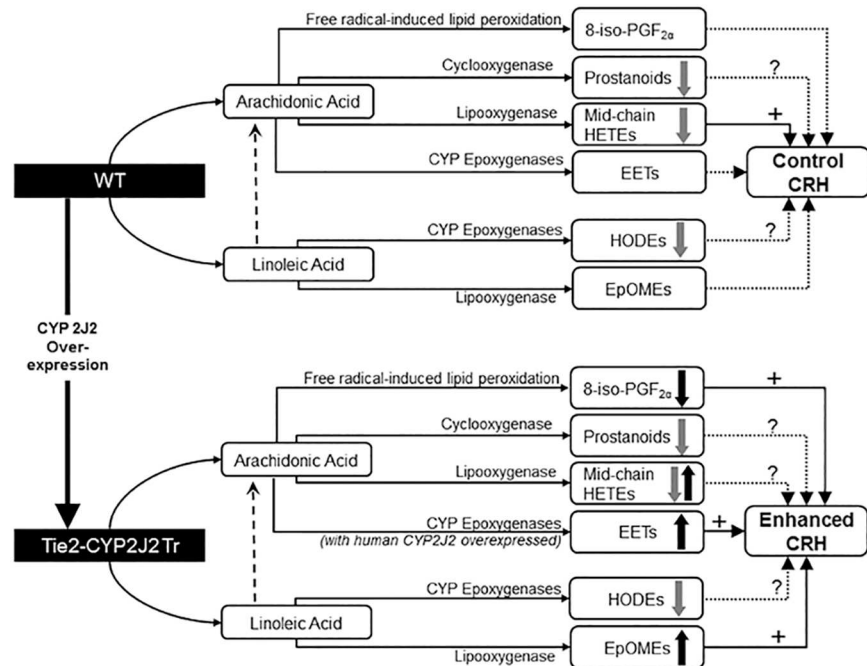 Free radical-induced lipid peroxidation
8-iso-PGF2α
Cyclooxygenase
Prostanoids
?
Arachidonic Acid
Lipooxygenase
Mid-chain
HETEs
+
CYP Epoxygenases
EETs
Control
CRH
WT
CYP Epoxygenases
HODEs
?
Linoleic Acid
Lipooxygenase
EpOMEs
CYP 2J2
Over-
expression
Free radical-induced lipid peroxidation
8-iso-PGF2α
+
Cyclooxygenase
Prostanoids
?
Arachidonic Acid
Lipooxygenase
Mid-chain
HETEs
?
CYP Epoxygenases
(with human CYP2J2 overexpressed)
EETs
+
Enhanced
CRH
Tie2-CYP2J2 Tr
CYP Epoxygenases
HODEs
?
Linoleic Acid
Lipooxygenase
EpOMEs
+